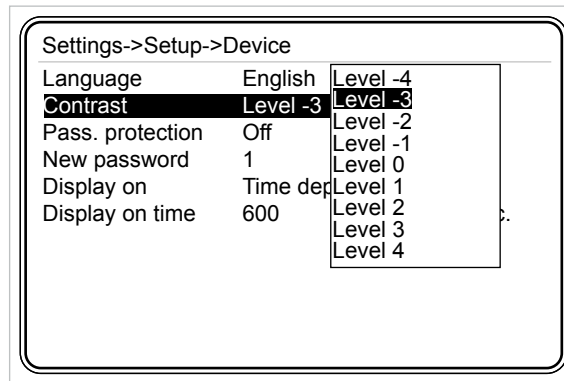 Settings->Setup->Device
Language English
Contrast Level -3
Pass. protection Off
New password 1
Display on Time dep
Display on time 600 c.
Level -4
Level -3
Level -2
Level -1
Level 0
Level 1
Level 2
Level 3
Level 4